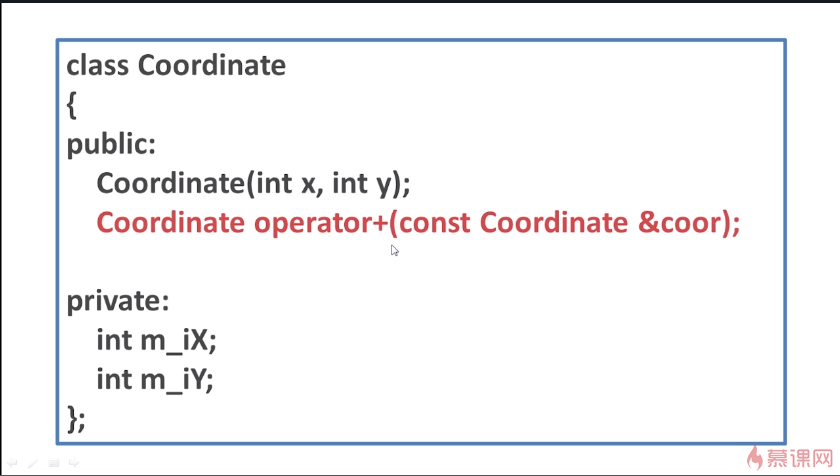 class Coordinate
{
public:
Coordinate(int x, int y);
Coordinate operator+(const Coordinate &coor);
private:
int m_iX;
int m_iY;
};
慕课网